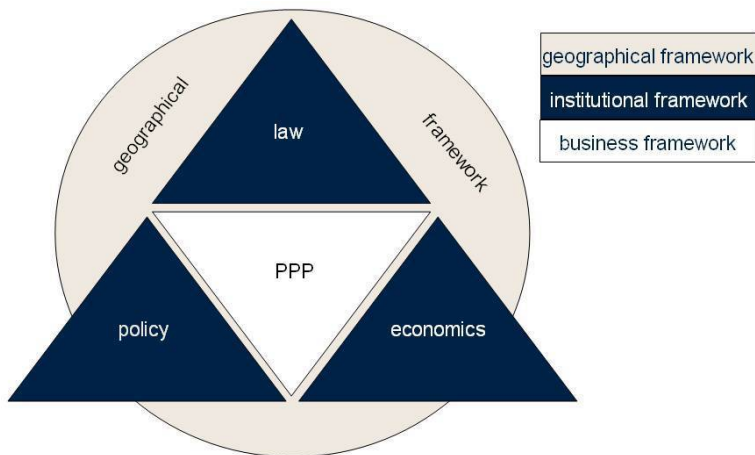 geographical framework
institutional framework
business framework
geographical
framework
law
PPP
policy
economics